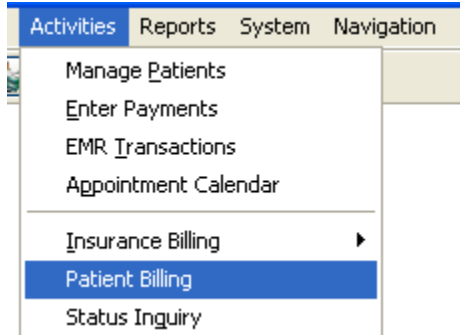 Activities Reports System Navigation
Manage Patients
Enter Payments
EMR Transactions
Appointment Calendar
Insurance Billing
Patient Billing
Status Inquiry